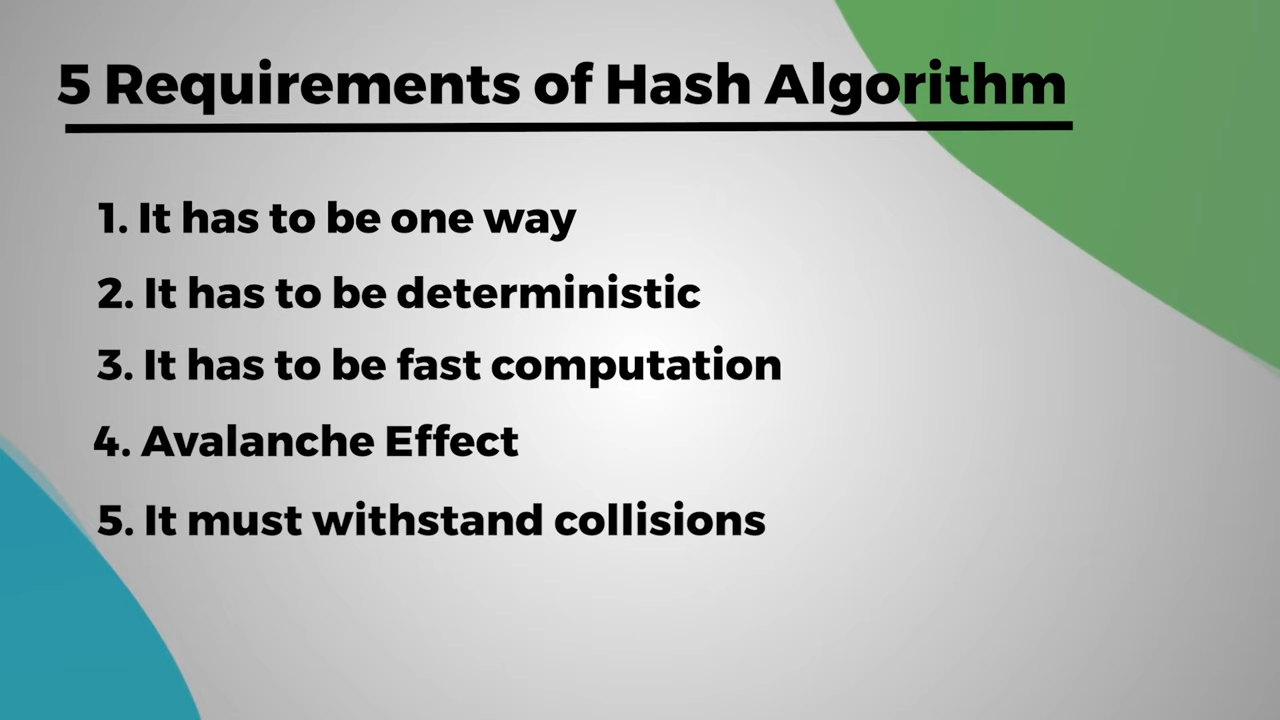 5 Requirements of Hash Algorithm
1. It has to be one way
2. It has to be deterministic
3. It has to be fast computation
4. Avalanche Effect
5. It must withstand collisions